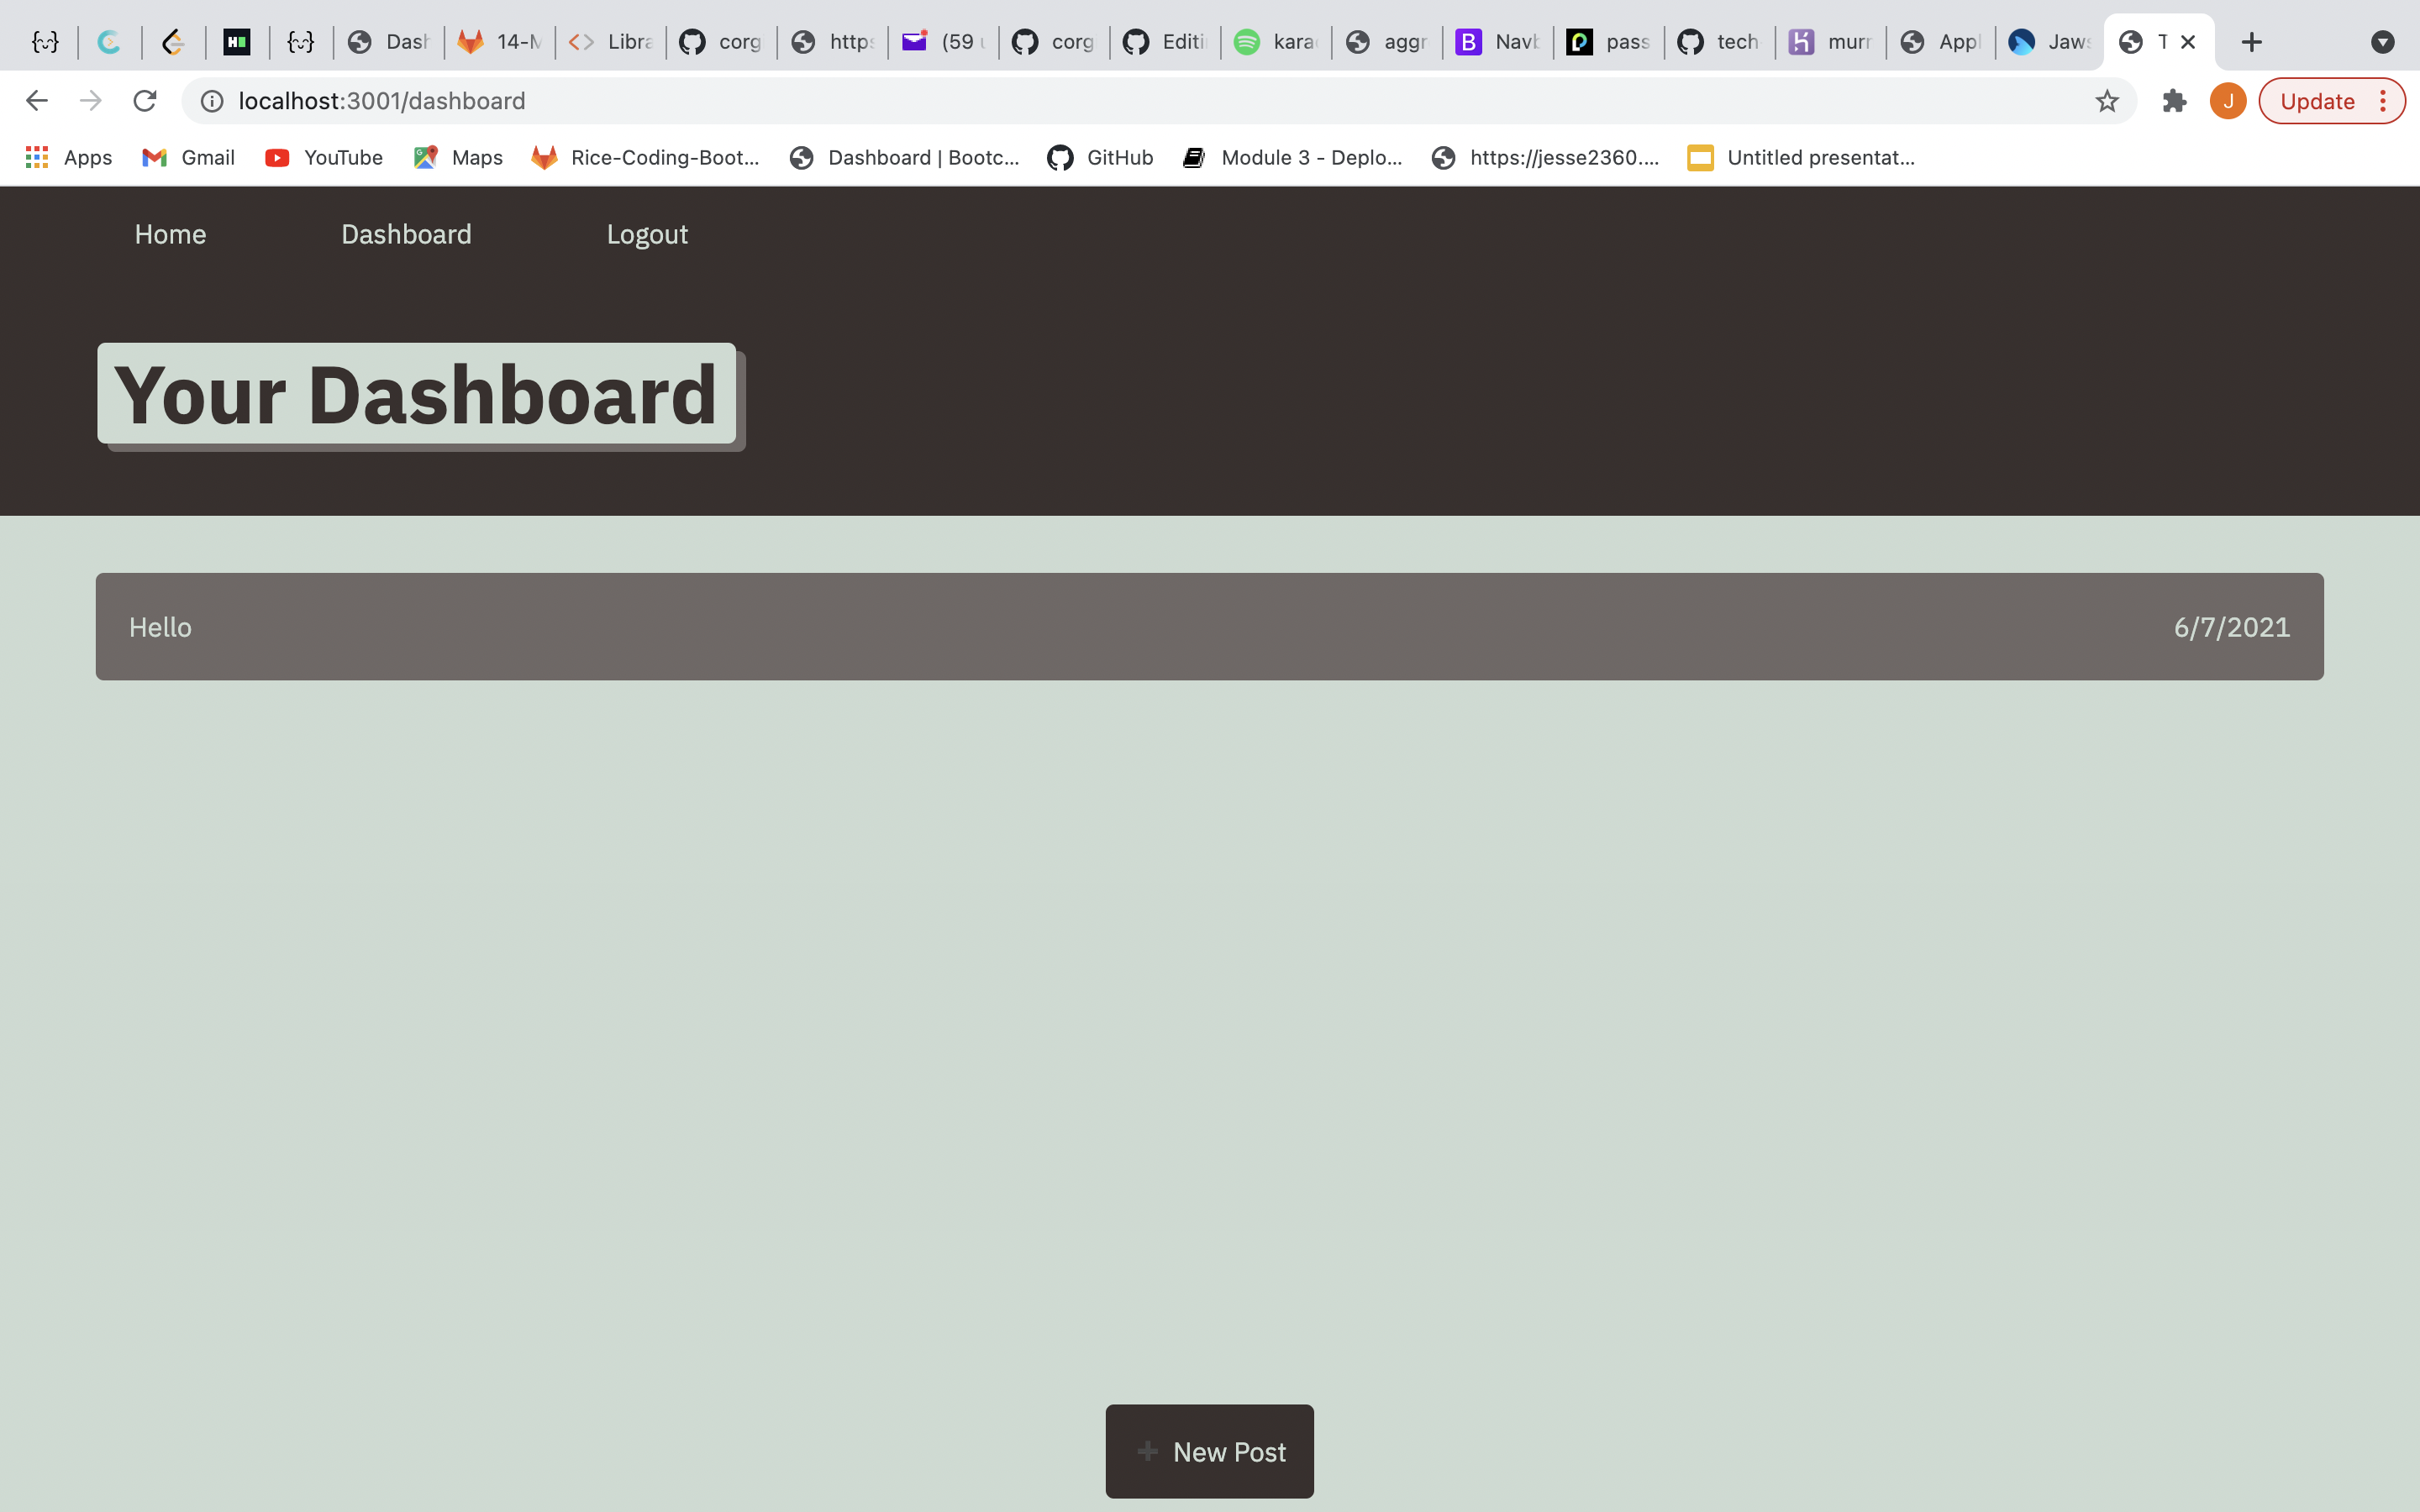 Dash 14-M Libra corg https (59 u corg Editi kara aggr Navb pass tech murr Appl Jaws T
localhost:3001/dashboard J Update
Apps Gmail YouTube Maps Rice-Coding-Boot... Dashboard | Bootc... GitHub Module 3 - Deplo... https://jesse2360.... Untitled presentat...
Home Dashboard Logout
Your Dashboard
Hello 6/7/2021
New Post